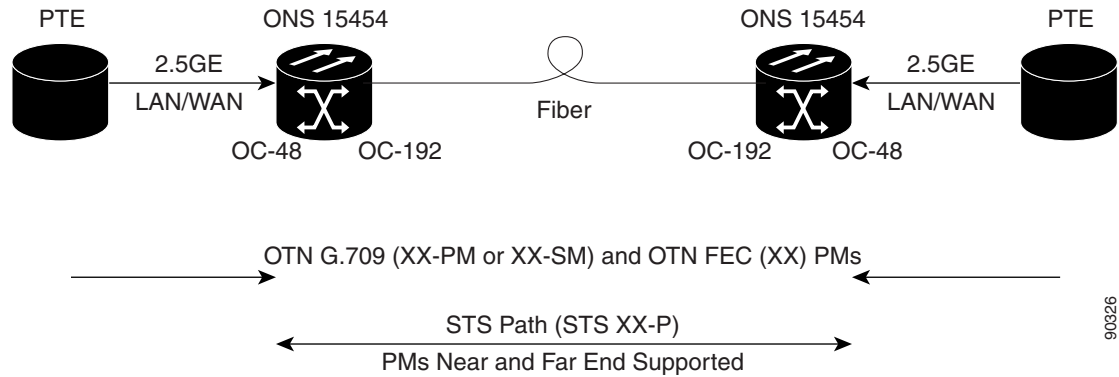 PTE
ONS 15454
ONS 15454
PTE
2.5GE
LAN/WAN
2.5GE
LAN/WAN
Fiber
OC-48
OC-192
OC-192
OC-48
OTN G.709 (XX-PM or XX-SM) and OTN FEC (XX) PMs
STS Path (STS XX-P)
PMs Near and Far End Supported
90326